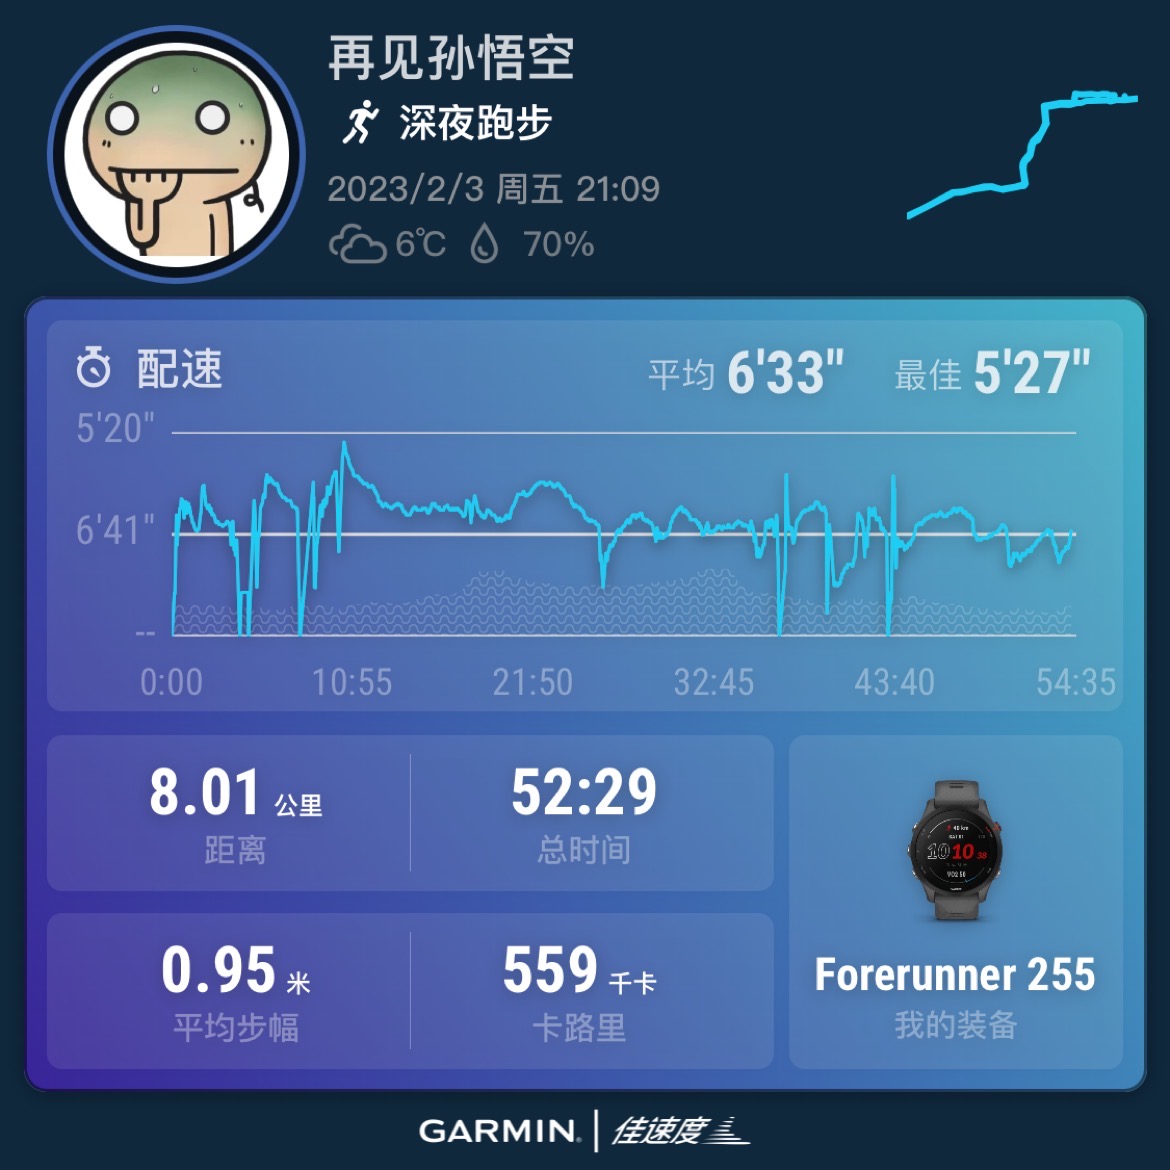 再见孙悟空
深夜跑步
2023/2/3 周五 21:09
6℃ 70%
配速
平均 6'33" 最佳 5'27"
5'20"
6'41"
--
0:00 10:55 21:50 32:45 43:40 54:35
8.01 公里
距离
52:29
总时间
0.95 米
平均步幅
559 千卡
卡路里
10 10 38
Forerunner 255
我的装备
GARMIN 佳速度